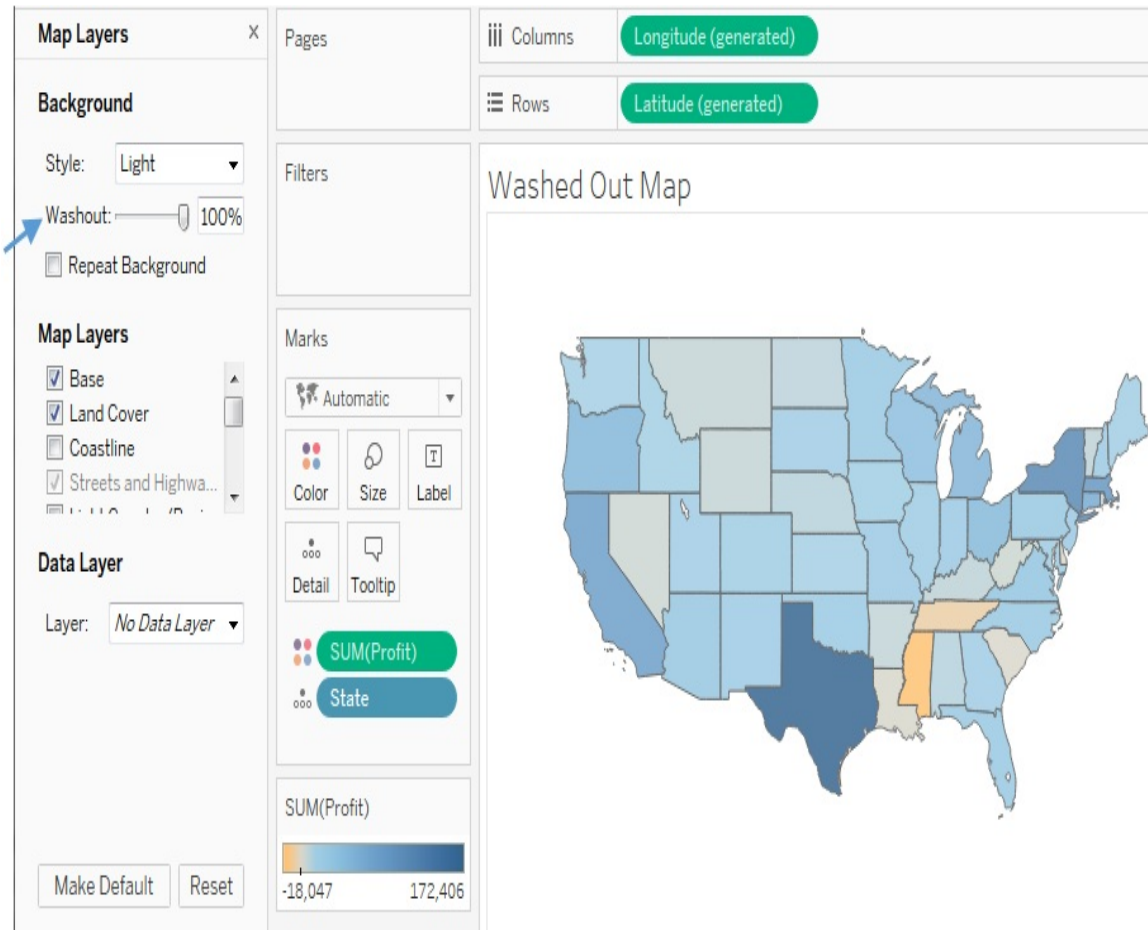 Map Layers
×
Background
Style: Light
Washout: 100%
Repeat Background
Map Layers
Base
Land Cover
Coastline
Streets and Highwa...
Data Layer
Layer: No Data Layer
Make Default
Reset
Pages
Filters
Marks
Automatic
Color
Size
T
Label
Detail
Tooltip
SUM(Profit)
State
SUM(Profit)
-18,047
172,406
Columns
Longitude (generated)
Rows
Latitude (generated)
Washed Out Map